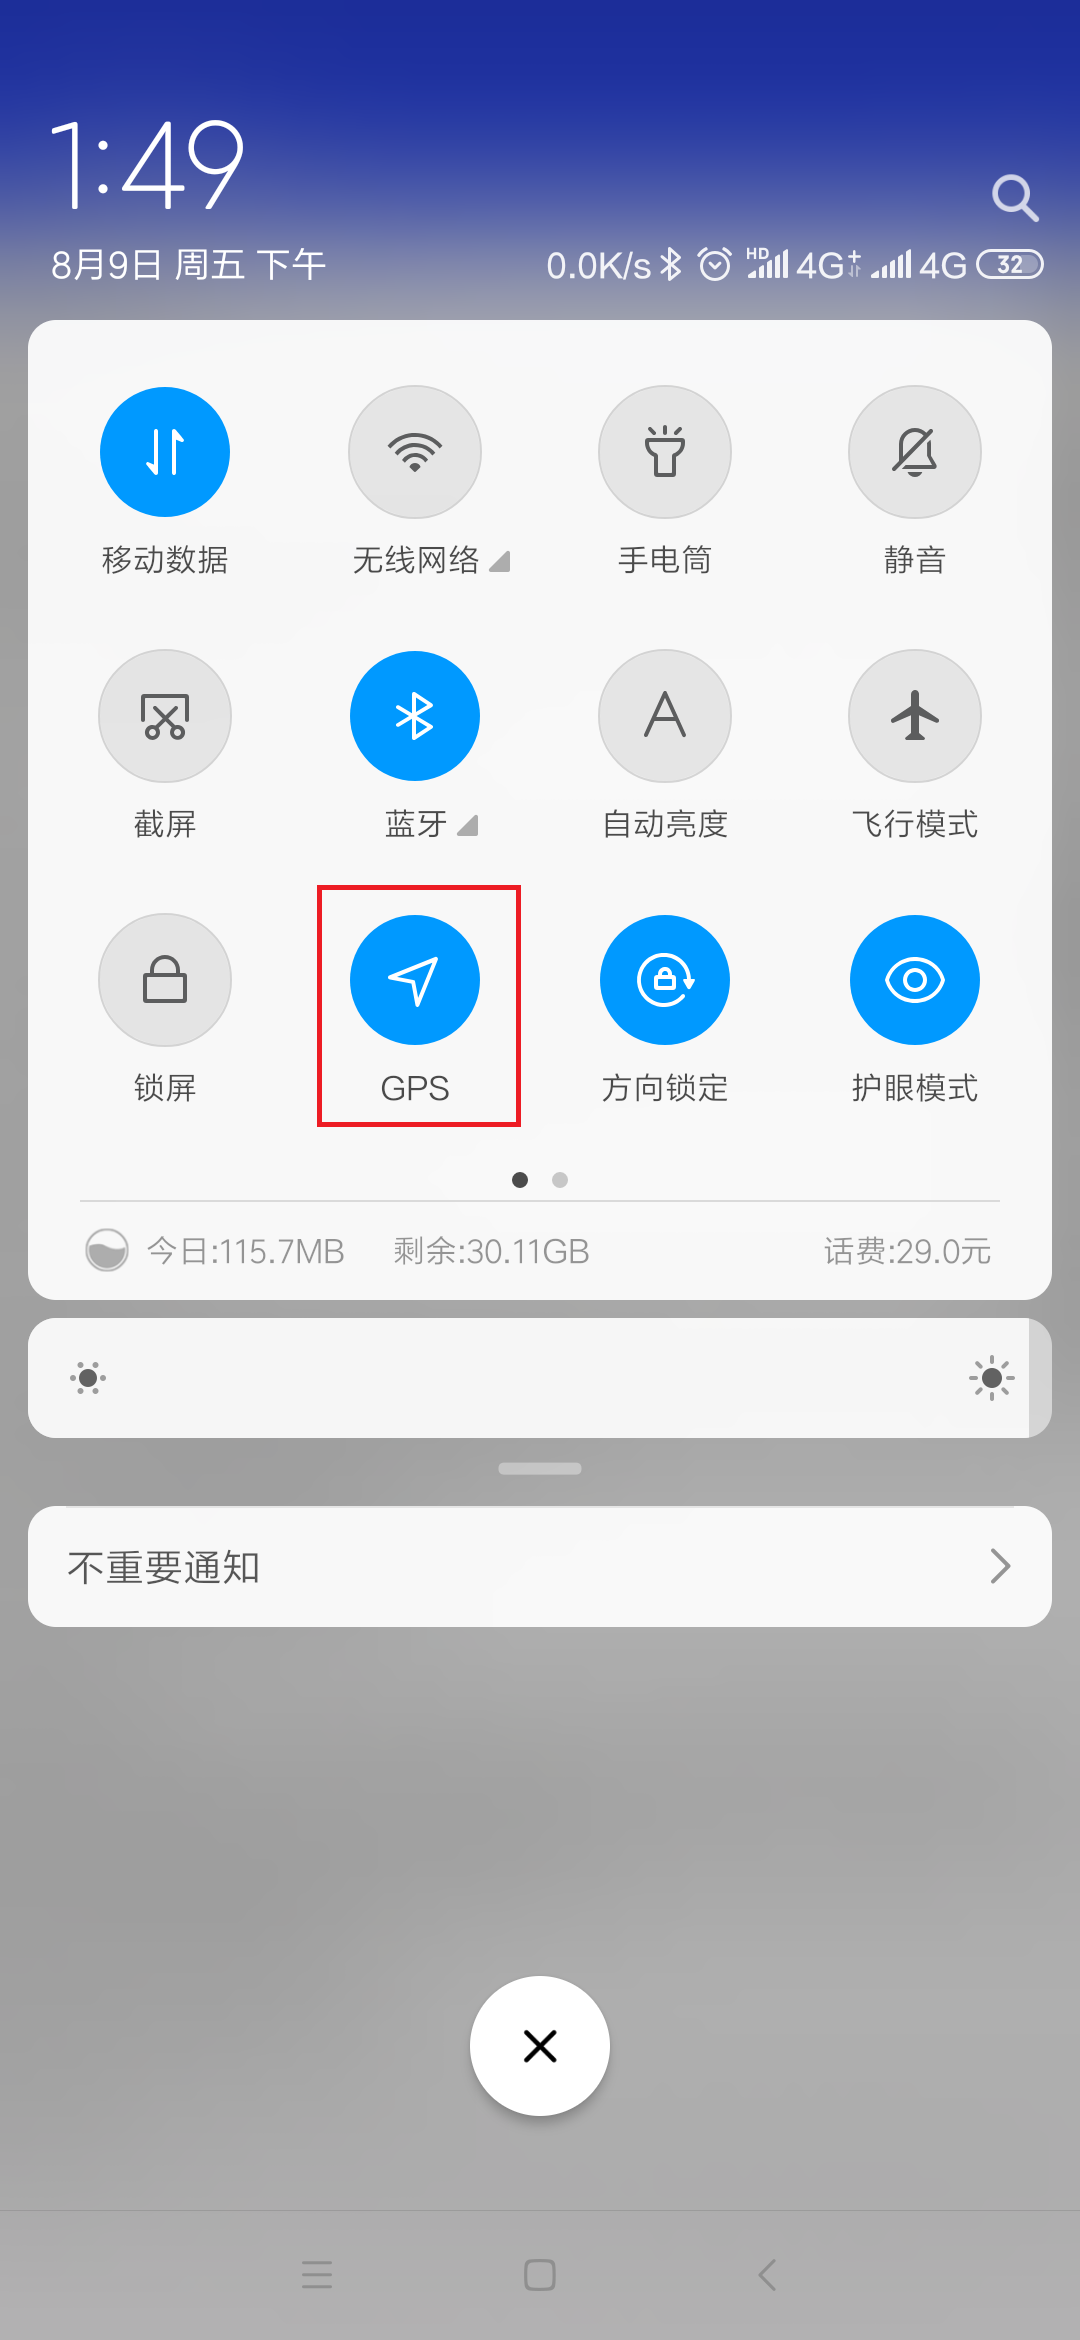 1:49
8月9日 周五 下午
0.0K/s HD 4G+ 4G 32
移动数据 无线网络 手电筒 静音
截屏 蓝牙 自动亮度 飞行模式
锁屏 GPS 方向锁定 护眼模式
今日:115.7MB 剩余:30.11GB 话费:29.0元
不重要通知